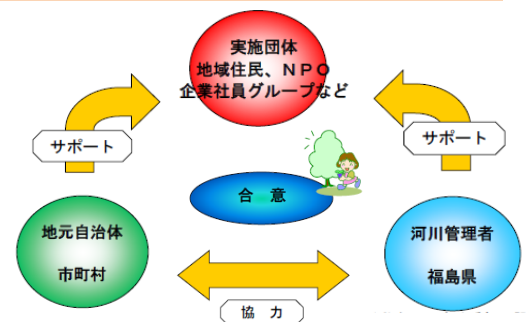 実施団体
地域住民、ＮＰＯ
企業社員グループなど
サポート
サポート
合　意
地元自治体
市町村
河川管理者
福島県
協　力